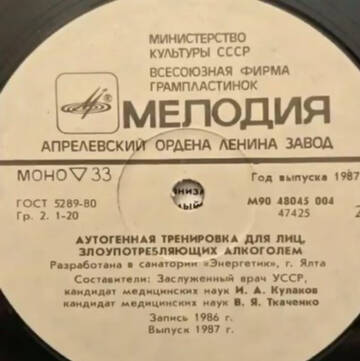 МИНИСТЕРСТВО
КУЛЬТУРЫ СССР
ВСЕСОЮЗНАЯ ФИРМА
ГРАМПЛАСТИНОК
МЕЛОДИЯ
АПРЕЛЕВСКИЙ ОРДЕНА ЛЕНИНА ЗАВОД
МОНО ▽ 33
Год выпуска 1987
ГОСТ 5289-80
Гр. 2. 1-20
М90 48045 004
47425
2
АУТОГЕННАЯ ТРЕНИРОВКА ДЛЯ ЛИЦ,
ЗЛОУПОТРЕБЛЯЮЩИХ АЛКОГОЛЕМ
Разработана в санатории «Энергетик», г. Ялта
Составители: Заслуженный врач УССР,
кандидат медицинских наук И. А. Кулаков
кандидат медицинских наук В. Я. Ткаченко
Запись 1986 г.
Выпуск 1987 г.